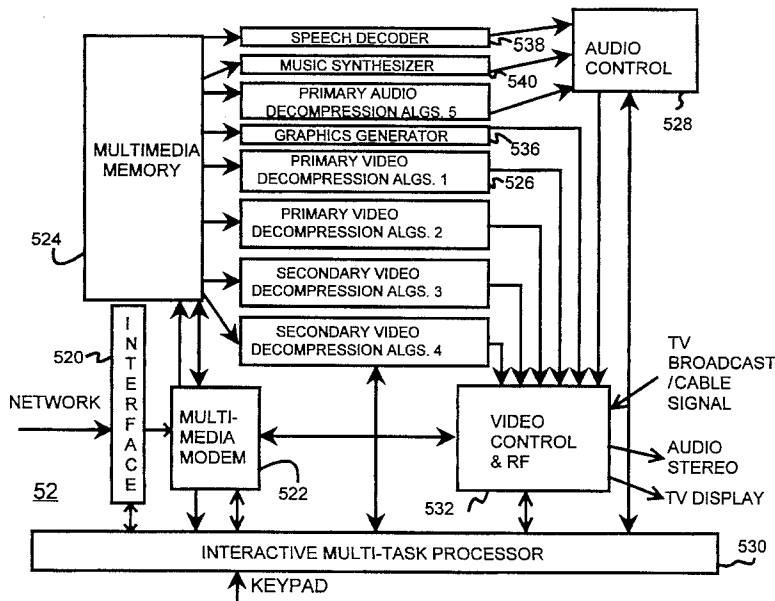 SPEECH DECODER
538
MUSIC SYNTHESIZER
540
PRIMARY AUDIO
DECOMPRESSION ALGS. 5
GRAPHICS GENERATOR
536
PRIMARY VIDEO
DECOMPRESSION ALGS. 1
526
PRIMARY VIDEO
DECOMPRESSION ALGS. 2
SECONDARY VIDEO
DECOMPRESSION ALGS. 3
SECONDARY VIDEO
DECOMPRESSION ALGS. 4
AUDIO
CONTROL
528
MULTIMEDIA
MEMORY
524
520
INTERFACE
NETWORK
MULTI-
MEDIA
MODEM
522
52
VIDEO
CONTROL
& RF
532
TV
BROADCAST
/CABLE
SIGNAL
AUDIO
STEREO
TV DISPLAY
INTERACTIVE MULTI-TASK PROCESSOR
530
KEYPAD